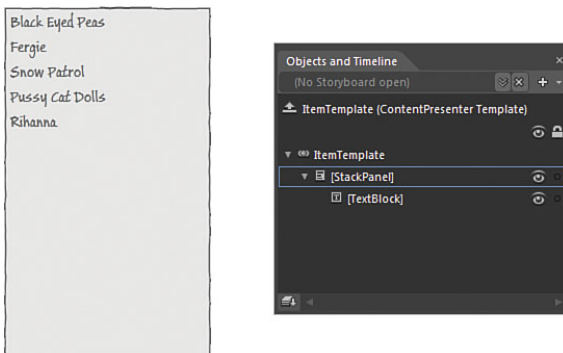 Black Eyed Peas
Fergie
Snow Patrol
Pussy Cat Dolls
Rihanna
Objects and Timeline
(No Storyboard open)
ItemTemplate (ContentPresenter Template)
ItemTemplate
[StackPanel]
[TextBlock]